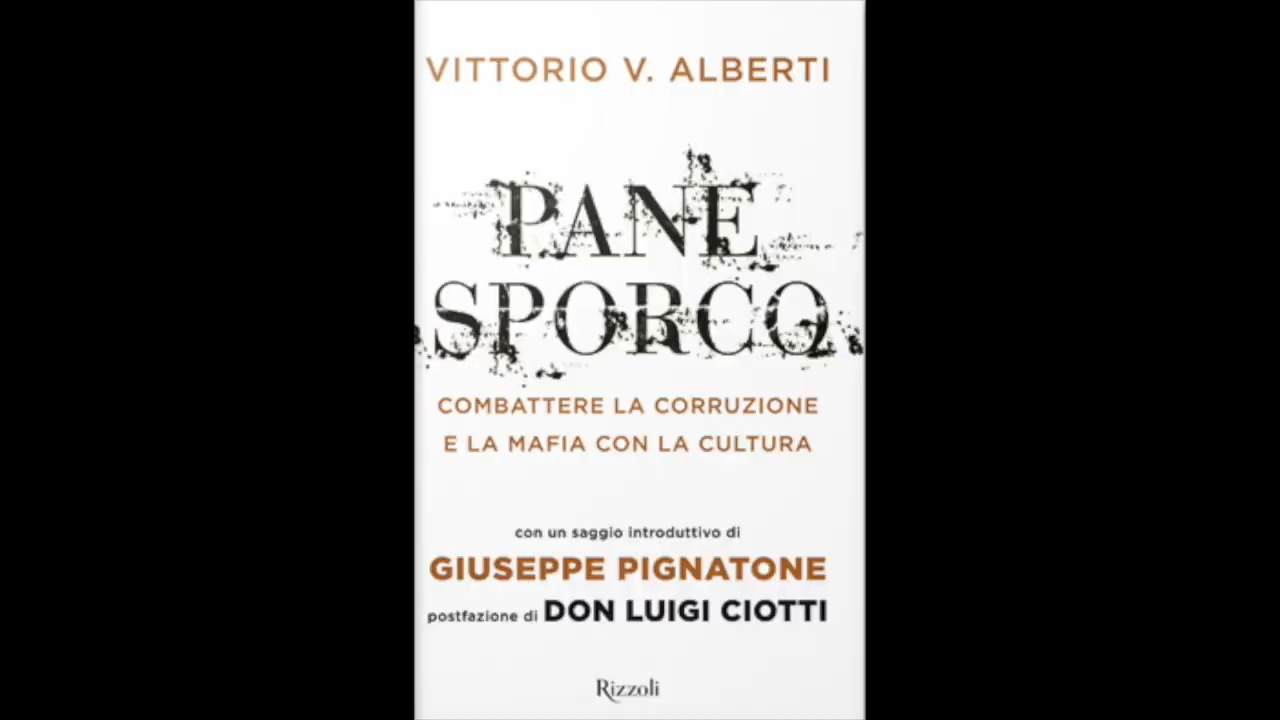 VITTORIO V. ALBERTI
PANE
SPORCO
COMBATTERE LA CORRUZIONE
E LA MAFIA CON LA CULTURA
con un saggio introduttivo di
GIUSEPPE PIGNATONE
postfazione di DON LUIGI CIOTTI
Rizzoli